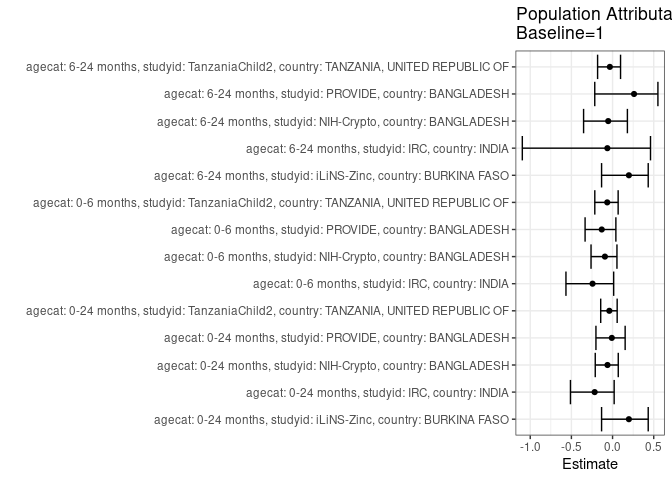 Population Attributa
Baseline=1
agecat: 6-24 months, studyid: TanzaniaChild2, country: TANZANIA, UNITED REPUBLIC OF
agecat: 6-24 months, studyid: PROVIDE, country: BANGLADESH
agecat: 6-24 months, studyid: NIH-Crypto, country: BANGLADESH
agecat: 6-24 months, studyid: IRC, country: INDIA
agecat: 6-24 months, studyid: iLiNS-Zinc, country: BURKINA FASO
agecat: 0-6 months, studyid: TanzaniaChild2, country: TANZANIA, UNITED REPUBLIC OF
agecat: 0-6 months, studyid: PROVIDE, country: BANGLADESH
agecat: 0-6 months, studyid: NIH-Crypto, country: BANGLADESH
agecat: 0-6 months, studyid: IRC, country: INDIA
agecat: 0-24 months, studyid: TanzaniaChild2, country: TANZANIA, UNITED REPUBLIC OF
agecat: 0-24 months, studyid: PROVIDE, country: BANGLADESH
agecat: 0-24 months, studyid: NIH-Crypto, country: BANGLADESH
agecat: 0-24 months, studyid: IRC, country: INDIA
agecat: 0-24 months, studyid: iLiNS-Zinc, country: BURKINA FASO
-1.0 -0.5 0.0 0.5
Estimate